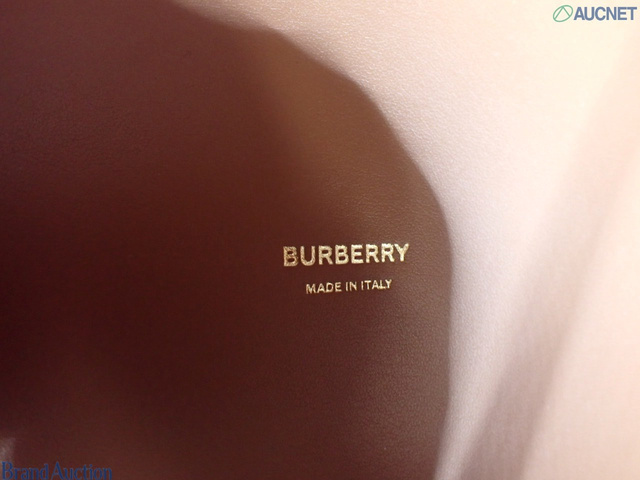 AUCNET
BURBERRY
MADE IN ITALY
Brand Auction